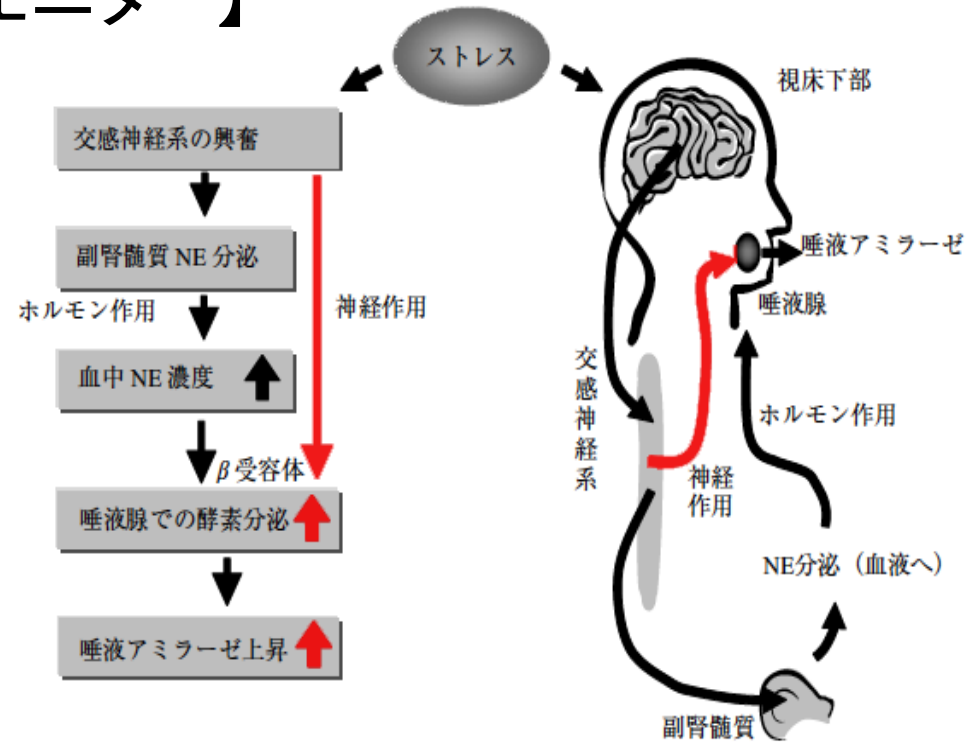 モニター】
ストレス
交感神経系の興奮
副腎髄質 NE 分泌
ホルモン作用
神経作用
血中 NE 濃度
β 受容体
唾液腺での酵素分泌
唾液アミラーゼ上昇
視床下部
唾液アミラーゼ
唾液腺
交感神経系
ホルモン作用
神経
作用
NE分泌（血液へ）
副腎髄質